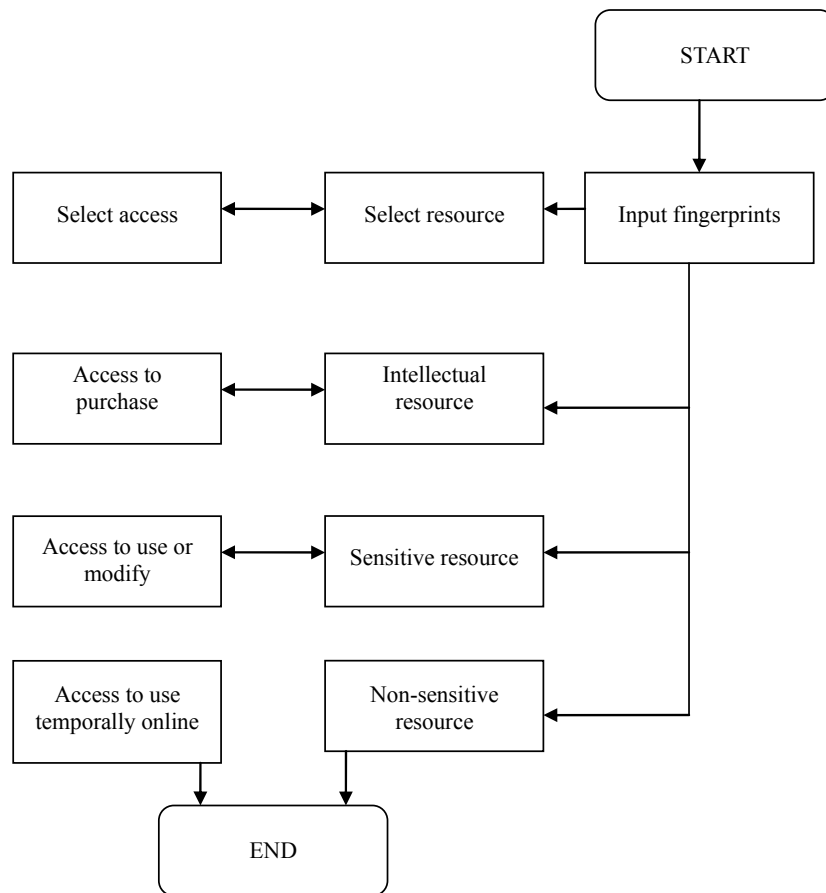 START
Select access
Select resource
Input fingerprints
Access to
purchase
Intellectual
resource
Access to use or
modify
Sensitive resource
Access to use
temporally online
Non-sensitive
resource
END